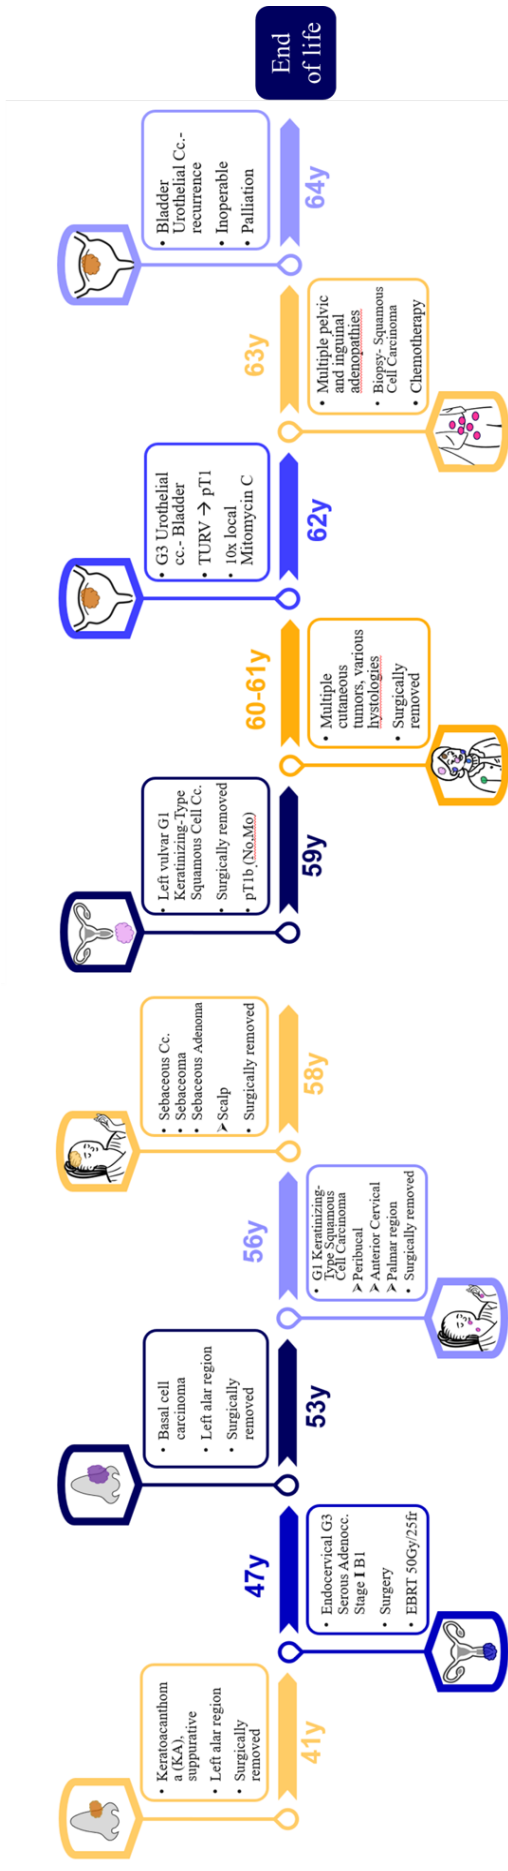 41y
• Keratoacanthom
a (KA),
suppurative
• Left alar region
• Surgically
removed
47y
• Endocervical G3
Serous Adenocc.
Stage I B1
• Surgery
• EBRT 50Gy/25fr
53y
• Basal cell
carcinoma
• Left alar region
• Surgically
removed
56y
• G1 Keratinizing-
Type Squamous
Cell Carcinoma
➤ Peribucal
➤ Anterior Cervical
➤ Palmar region
• Surgically removed
58y
• Sebaceous Cc.
• Sebaceoma
• Sebaceous Adenoma
➤ Scalp
• Surgically removed
59y
• Left vulvar G1
Keratinizing-Type
Squamous Cell Cc.
• Surgically removed
• pT1b (No,Mo)
60-61y
• Multiple
cutaneous
tumors, various
hystologies
• Surgically
removed
62y
• G3 Urothelial
cc.- Bladder
• TURV → pT1
• 10x local
Mitomycin C
63y
• Multiple pelvic
and inguinal
adenopathies
• Biopsy- Squamous
Cell Carcinoma
• Chemotherapy
64y
• Bladder
Urothelial Cc.-
recurrence
• Inoperable
• Palliation
End
of life